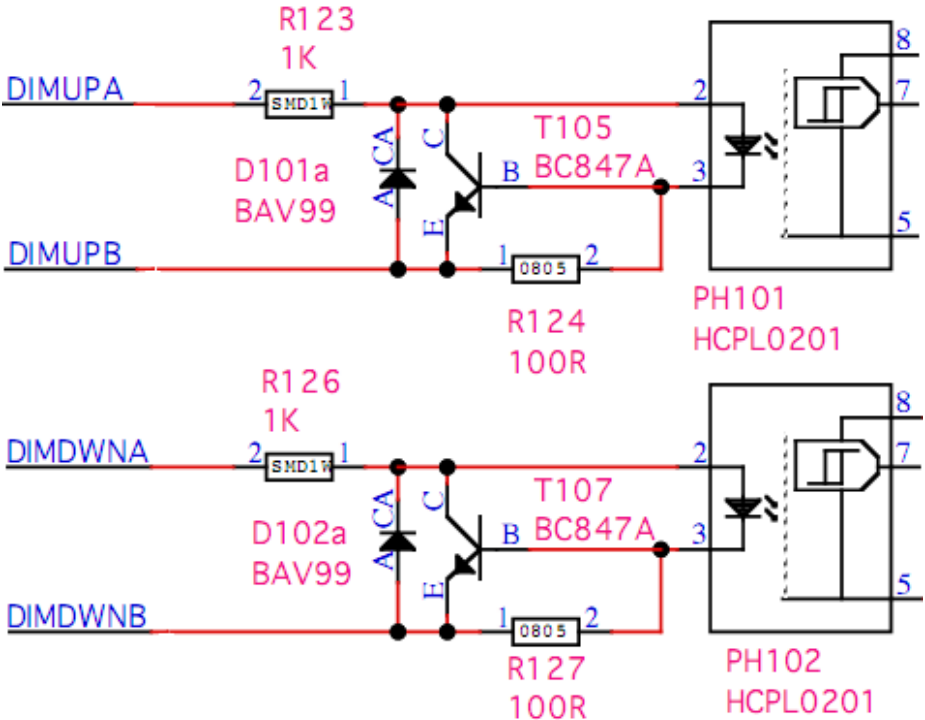 R123
1K
DIMUPA
2
SMD1W
1
2
8
7
CA
C
T105
BC847A
D101a
BAV99
A
B
3
E
DIMUPB
1
0805
2
5
R124
100R
PH101
HCPL0201
R126
1K
DIMDWNA
2
SMD1W
1
2
8
7
CA
C
T107
BC847A
D102a
BAV99
A
B
3
E
DIMDWNB
1
0805
2
5
R127
100R
PH102
HCPL0201